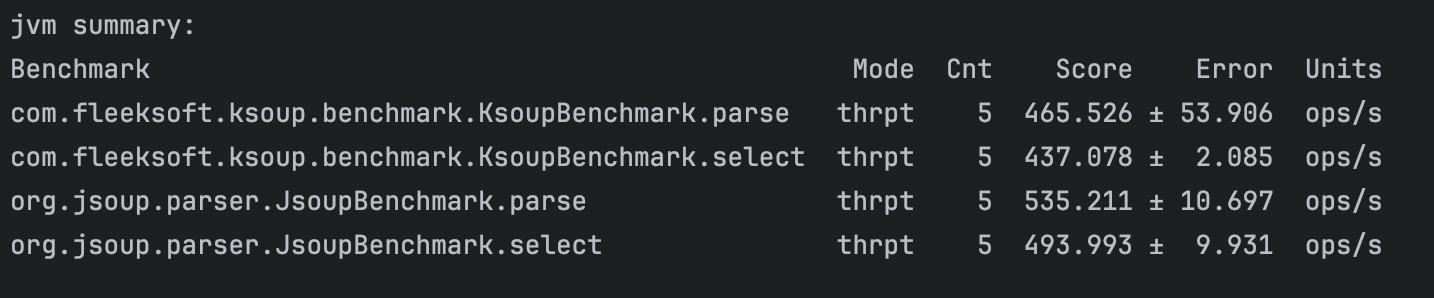 jvm summary:
Benchmark Mode Cnt Score Error Units
com.fleeksoft.ksoup.benchmark.KsoupBenchmark.parse thrpt 5 465.526 ± 53.906 ops/s
com.fleeksoft.ksoup.benchmark.KsoupBenchmark.select thrpt 5 437.078 ± 2.085 ops/s
org.jsoup.parser.JsoupBenchmark.parse thrpt 5 535.211 ± 10.697 ops/s
org.jsoup.parser.JsoupBenchmark.select thrpt 5 493.993 ± 9.931 ops/s